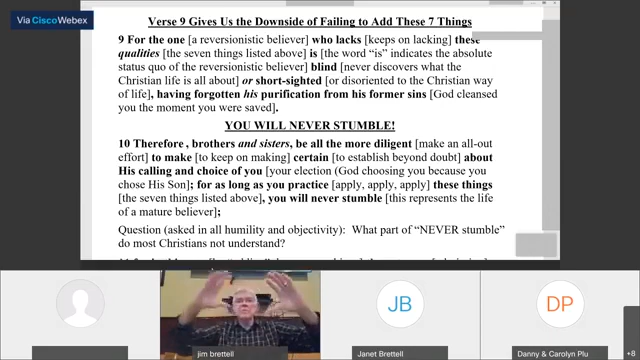 Via CiscoWebex
Verse 9 Gives Us the Downside of Failing to Add These 7 Things
9 For the one [a reversionistic believer] who lacks [keeps on lacking] these
qualities [the seven things listed above] is [the word “is” indicates the absolute
status quo of the reversionistic believer] blind [never discovers what the
Christian life is all about] or short-sighted [or disoriented to the Christian way
of life], having forgotten his purification from his former sins [God cleansed
you the moment you were saved].
YOU WILL NEVER STUMBLE!
10 Therefore, brothers and sisters, be all the more diligent [make an all-out
effort] to make [to keep on making] certain [to establish beyond doubt] about
His calling and choice of you [your election (God choosing you because you
chose His Son]; for as long as you practice [apply, apply, apply] these things
[the seven things listed above], you will never stumble [this represents the life
of a mature believer];
Question (asked in all humility and objectivity): What part of “NEVER stumble”
do most Christians not understand?
JB
DP
jim brettell
Janet Brettell
Danny & Carolyn Plu
+8